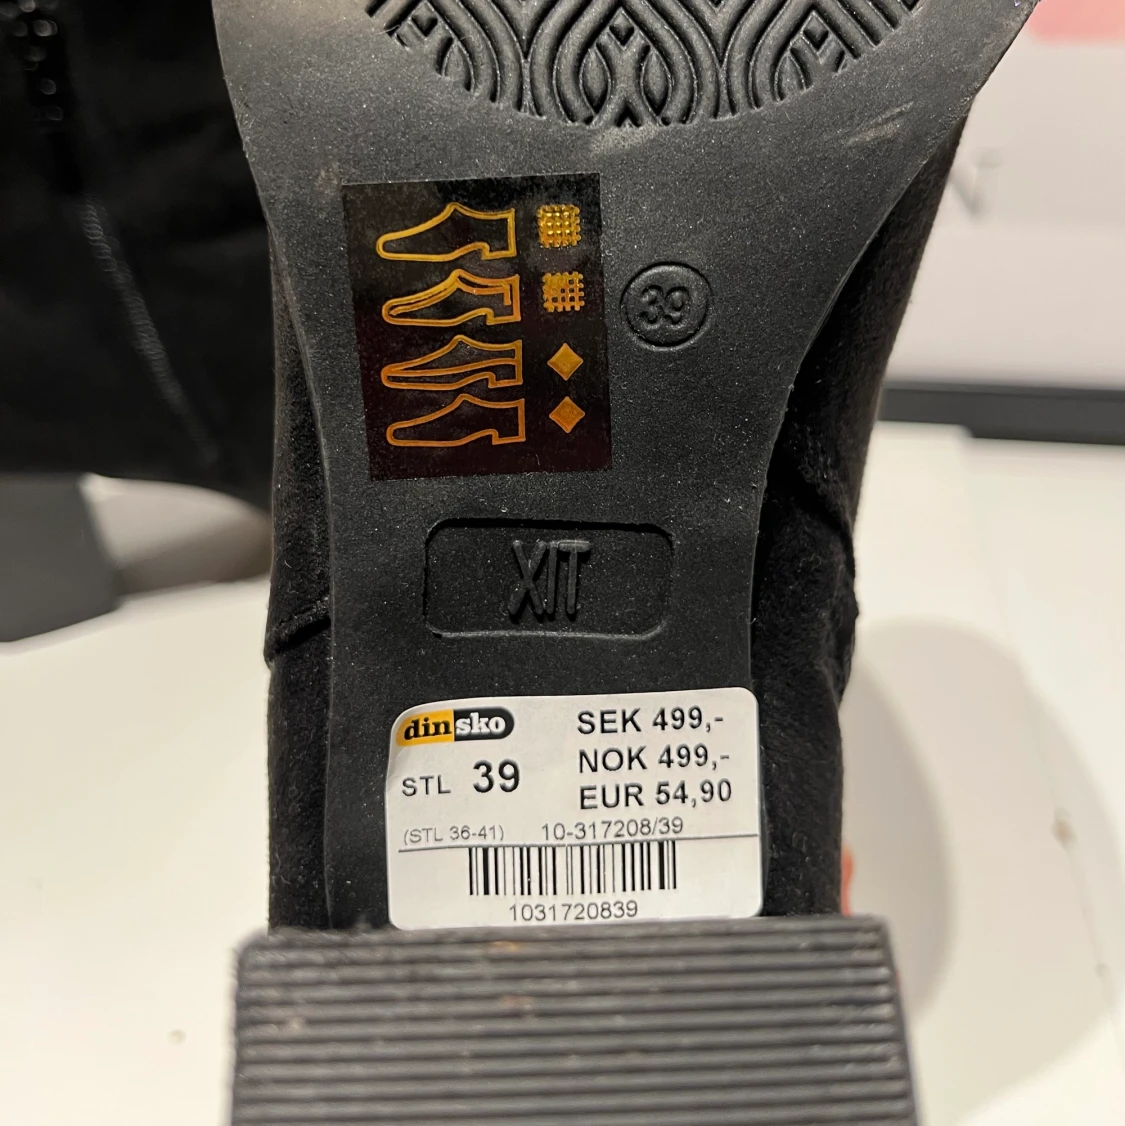 39
XIT
dinsko
SEK 499,-
NOK 499,-
EUR 54,90
STL 39
(STL 36-41) 10-317208/39
1031720839